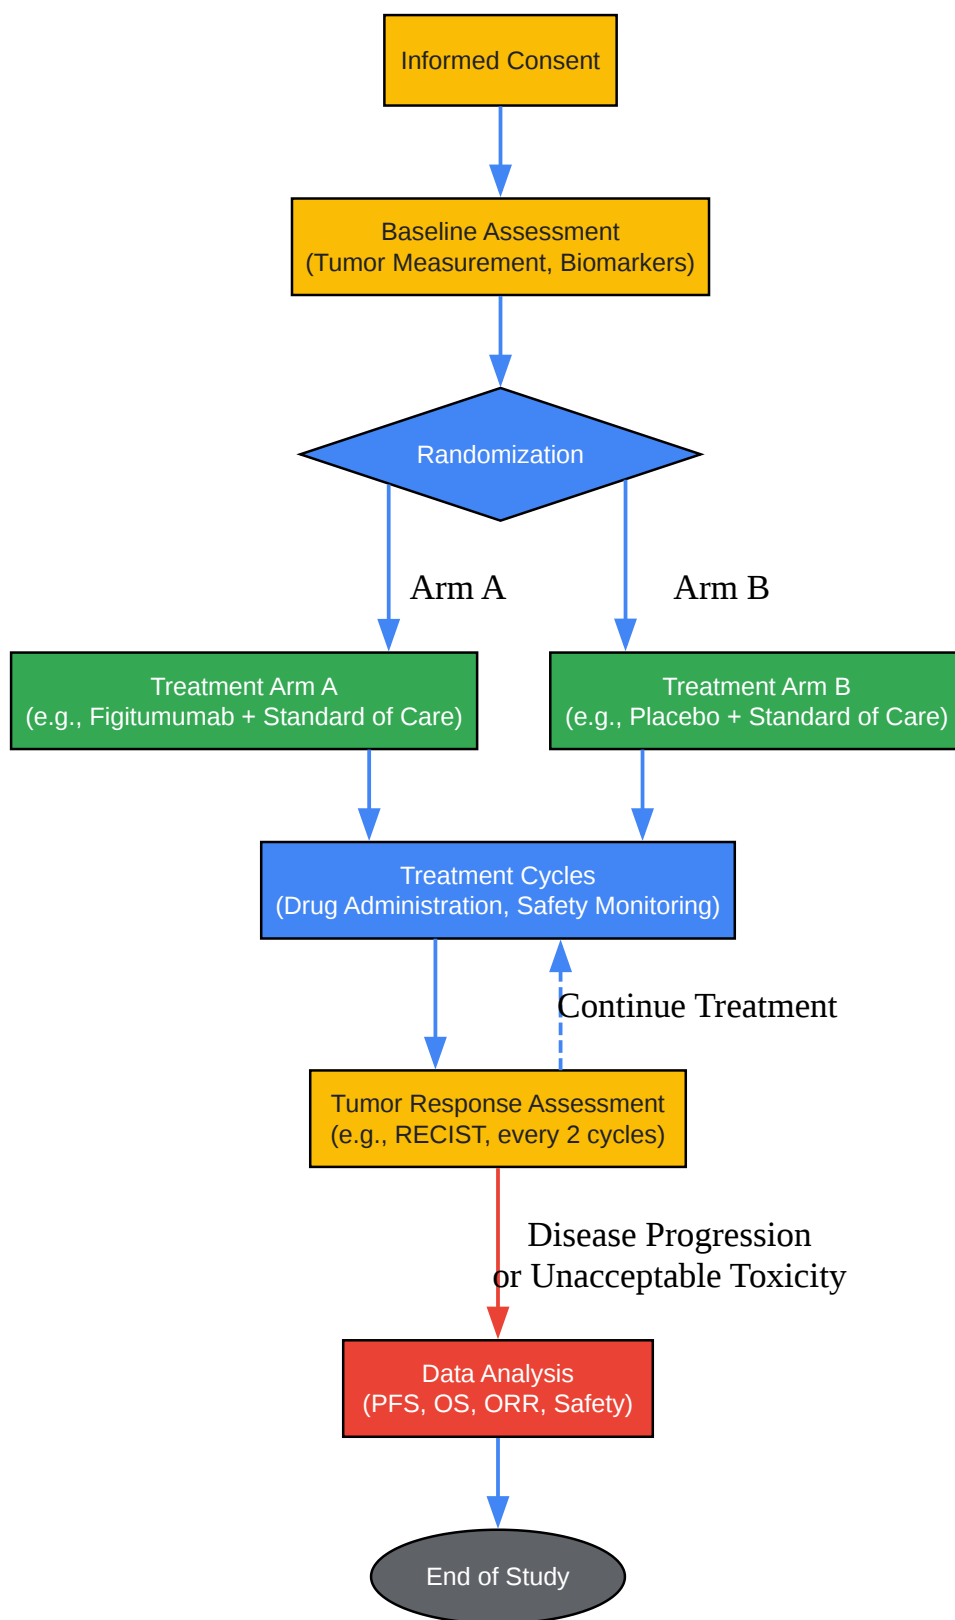 Informed Consent
Baseline Assessment
(Tumor Measurement, Biomarkers)
Randomization
Arm A
Arm B
Treatment Arm A
(e.g., Figitumumab + Standard of Care)
Treatment Arm B
(e.g., Placebo + Standard of Care)
Treatment Cycles
(Drug Administration, Safety Monitoring)
Continue Treatment
Tumor Response Assessment
(e.g., RECIST, every 2 cycles)
Disease Progression
or Unacceptable Toxicity
Data Analysis
(PFS, OS, ORR, Safety)
End of Study